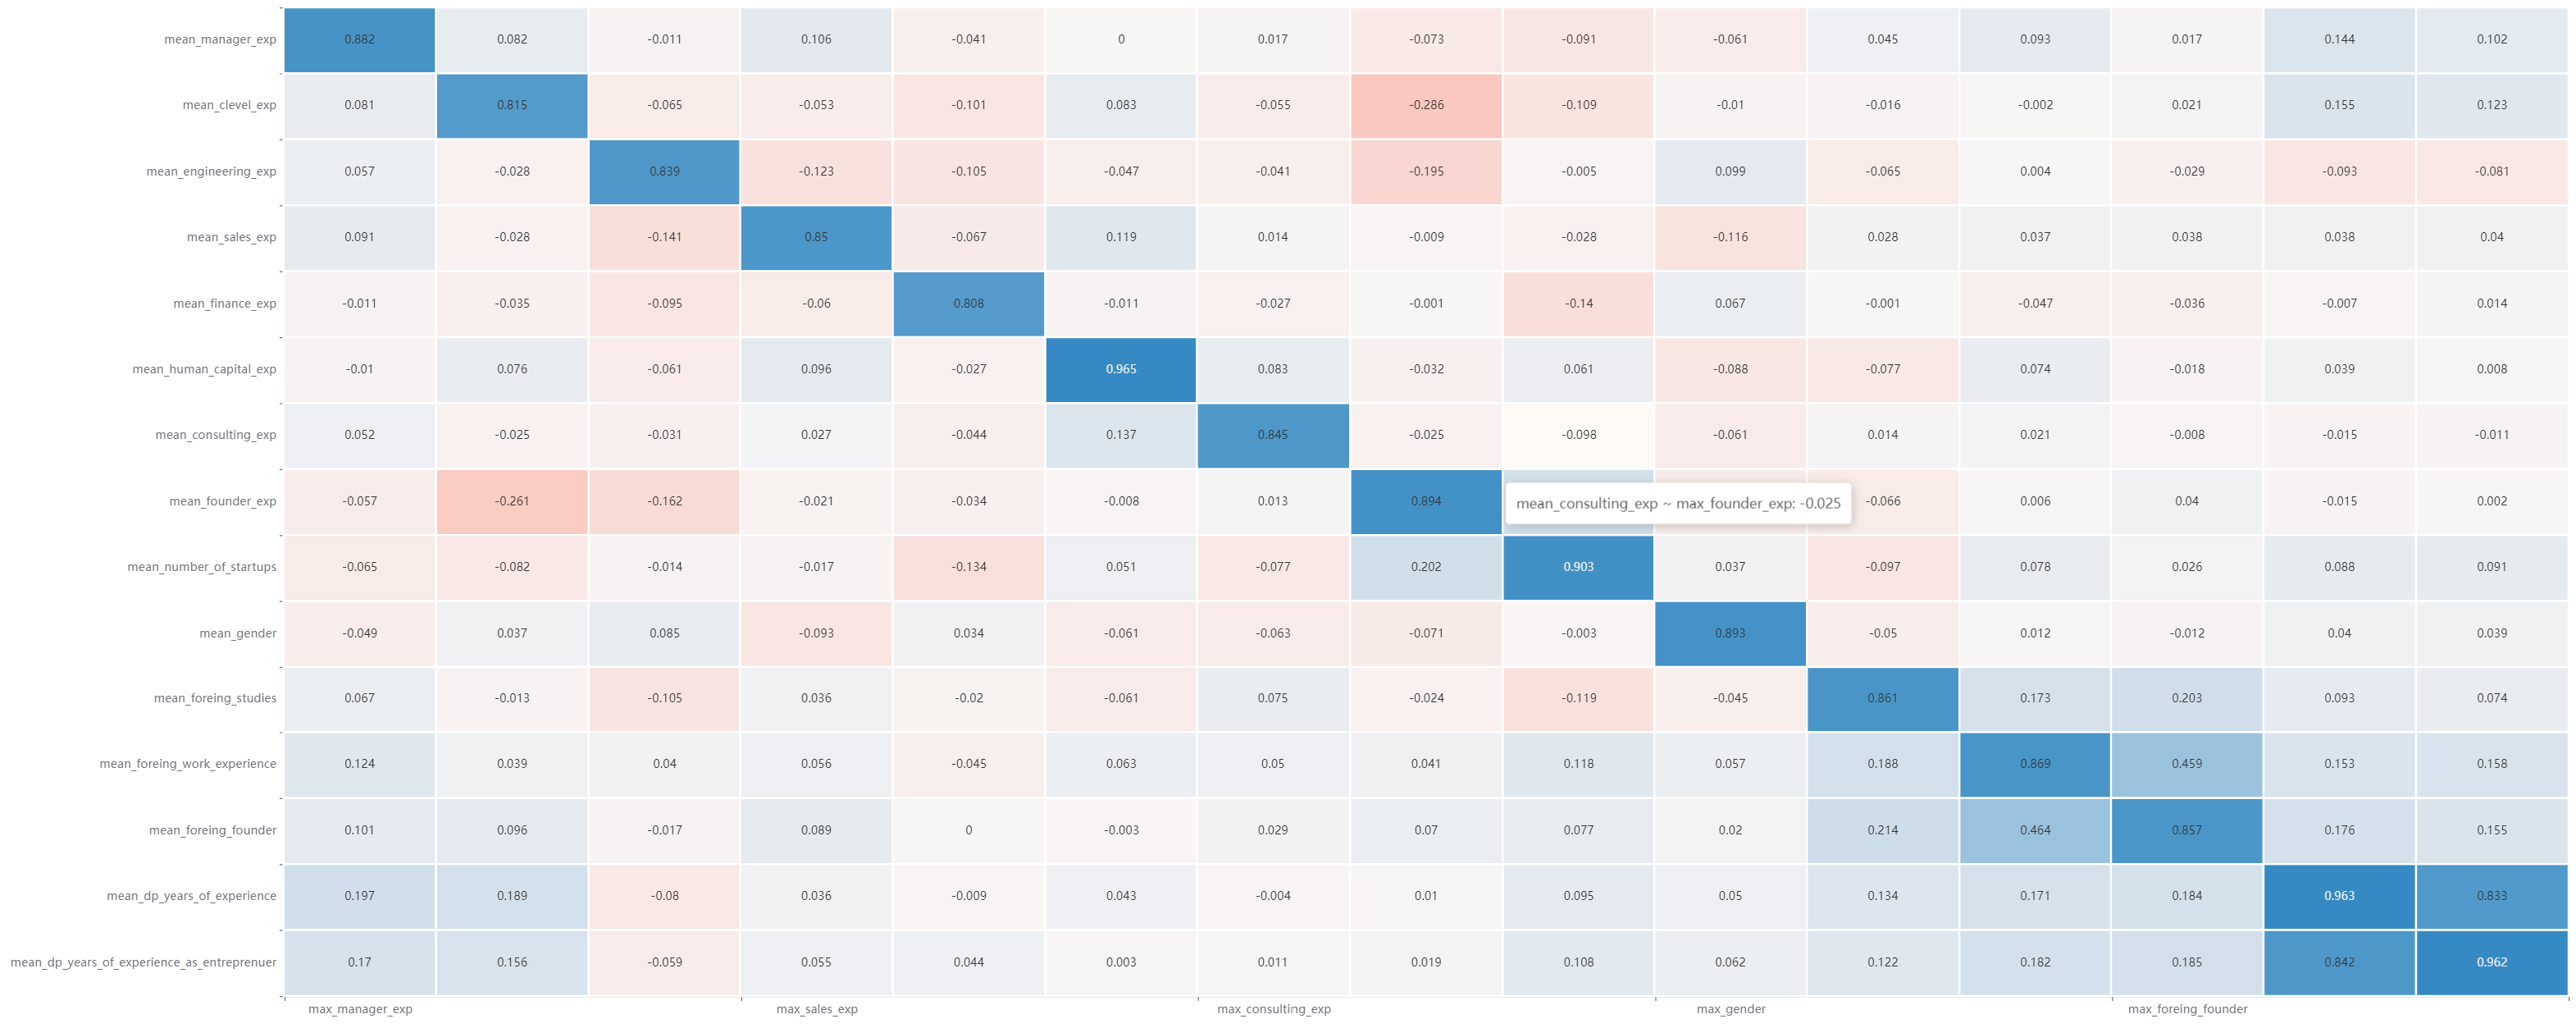 mean_manager_exp 0.882 0.082 -0.011 0.106 -0.041 0 0.017 -0.073 -0.091 -0.061 0.045 0.093 0.017 0.144 0.102
mean_clevel_exp 0.081 0.815 -0.065 -0.053 -0.101 0.083 -0.055 -0.286 -0.109 -0.01 -0.016 -0.002 0.021 0.155 0.123
mean_engineering_exp 0.057 -0.028 0.839 -0.123 -0.105 -0.047 -0.041 -0.195 -0.005 0.099 -0.065 0.004 -0.029 -0.093 -0.081
mean_sales_exp 0.091 -0.028 -0.141 0.85 -0.067 0.119 0.014 -0.009 -0.028 -0.116 0.028 0.037 0.038 0.038 0.04
mean_finance_exp -0.011 -0.035 -0.095 -0.06 0.808 -0.011 -0.027 -0.001 -0.14 0.067 -0.001 -0.047 -0.036 -0.007 0.014
mean_human_capital_exp -0.01 0.076 -0.061 0.096 -0.027 0.965 0.083 -0.032 0.061 -0.088 -0.077 0.074 -0.018 0.039 0.008
mean_consulting_exp 0.052 -0.025 -0.031 0.027 -0.044 0.137 0.845 -0.025 -0.098 -0.061 0.014 0.021 -0.008 -0.015 -0.011
mean_founder_exp -0.057 -0.261 -0.162 -0.021 -0.034 -0.008 0.013 0.894 mean_consulting_exp ~ max_founder_exp: -0.025 -0.066 0.006 0.04 -0.015 0.002
mean_number_of_startups -0.065 -0.082 -0.014 -0.017 -0.134 0.051 -0.077 0.202 0.903 0.037 -0.097 0.078 0.026 0.088 0.091
mean_gender -0.049 0.037 0.085 -0.093 0.034 -0.061 -0.063 -0.071 -0.003 0.893 -0.05 0.012 -0.012 0.04 0.039
mean_foreing_studies 0.067 -0.013 -0.105 0.036 -0.02 -0.061 0.075 -0.024 -0.119 -0.045 0.861 0.173 0.203 0.093 0.074
mean_foreing_work_experience 0.124 0.039 0.04 0.056 -0.045 0.063 0.05 0.041 0.118 0.057 0.188 0.869 0.459 0.153 0.158
mean_foreing_founder 0.101 0.096 -0.017 0.089 0 -0.003 0.029 0.07 0.077 0.02 0.214 0.464 0.857 0.176 0.155
mean_dp_years_of_experience 0.197 0.189 -0.08 0.036 -0.009 0.043 -0.004 0.01 0.095 0.05 0.134 0.171 0.184 0.963 0.833
mean_dp_years_of_experience_as_entreprenuer 0.17 0.156 -0.059 0.055 0.044 0.003 0.011 0.019 0.108 0.062 0.122 0.182 0.185 0.842 0.962
max_manager_exp max_sales_exp max_consulting_exp max_gender max_foreing_founder